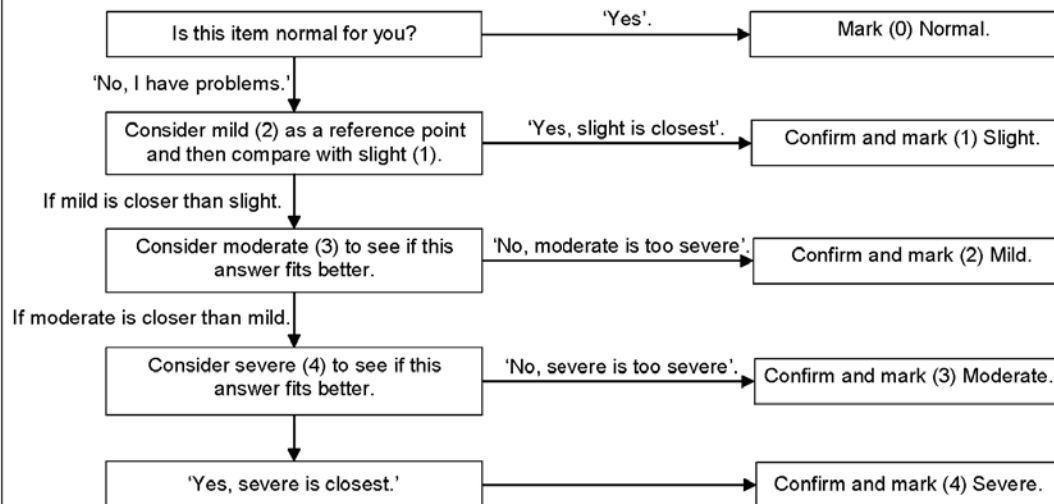 Is this item normal for you?
‘Yes’.
Mark (0) Normal.
‘No, I have problems.’
Consider mild (2) as a reference point
and then compare with slight (1).
‘Yes, slight is closest’.
Confirm and mark (1) Slight.
If mild is closer than slight.
Consider moderate (3) to see if this
answer fits better.
‘No, moderate is too severe’.
Confirm and mark (2) Mild.
If moderate is closer than mild.
Consider severe (4) to see if this
answer fits better.
‘No, severe is too severe’.
Confirm and mark (3) Moderate.
‘Yes, severe is closest.’
Confirm and mark (4) Severe.